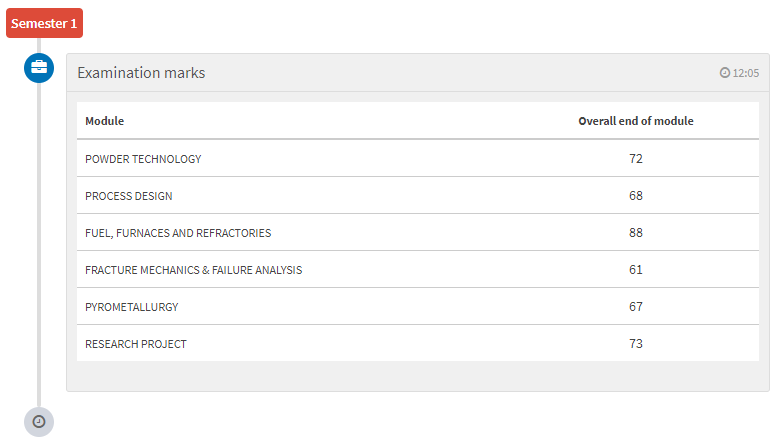 Semester 1
Examination marks 12:05
Module Overall end of module
POWDER TECHNOLOGY 72
PROCESS DESIGN 68
FUEL, FURNACES AND REFRACTORIES 88
FRACTURE MECHANICS & FAILURE ANALYSIS 61
PYROMETALLURGY 67
RESEARCH PROJECT 73